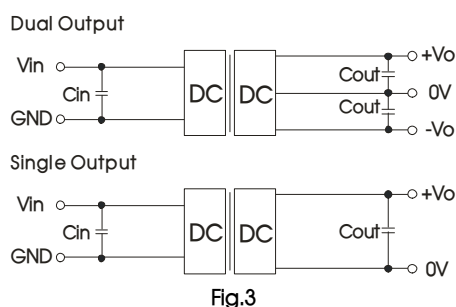 Dual Output
Vin
Cin
GND
DC DC
+Vo
Cout
0V
Cout
-Vo
Single Output
Vin
Cin
GND
DC DC
+Vo
Cout
0V
Fig.3